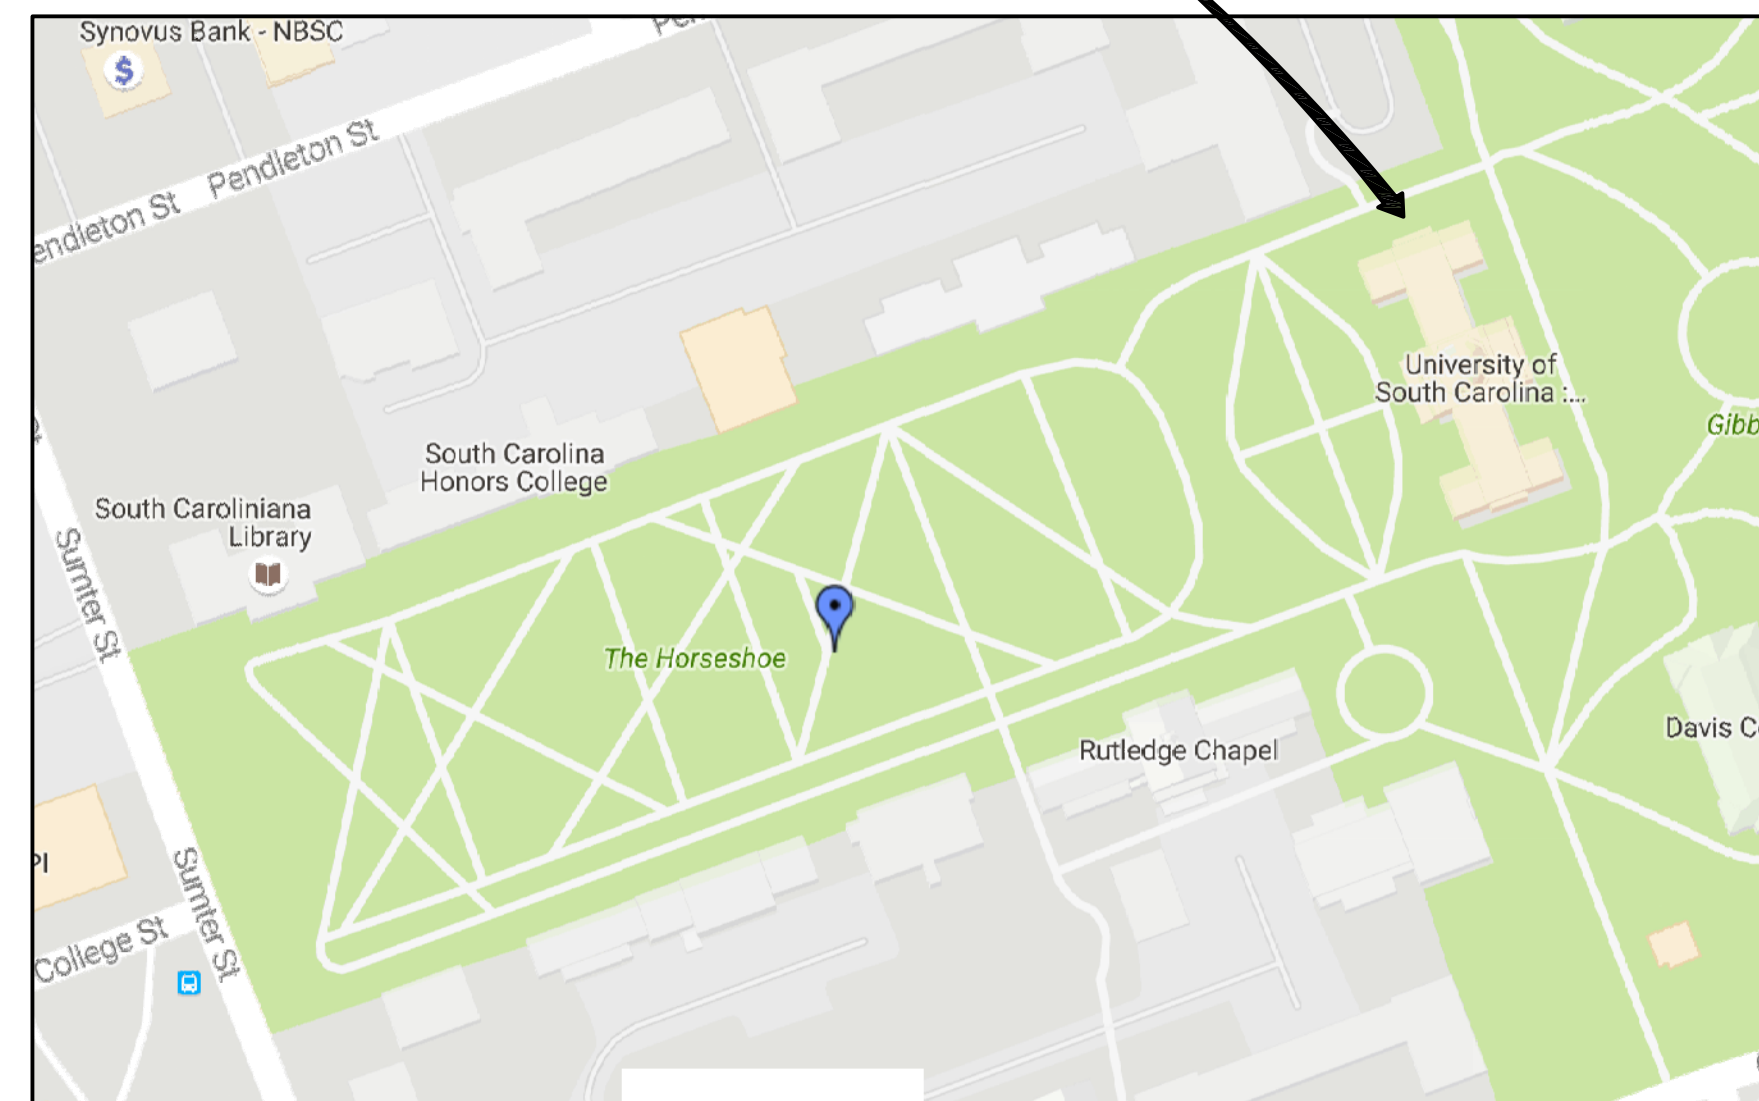 Synovus Bank - NBSC
$
Pendleton St
endleton St
South Carolina
Honors College
South Caroliniana
Library
University of
South Carolina :...
Gibb
The Horseshoe
Sumter St
Rutledge Chapel
Davis C
PI
Sumter St
College St